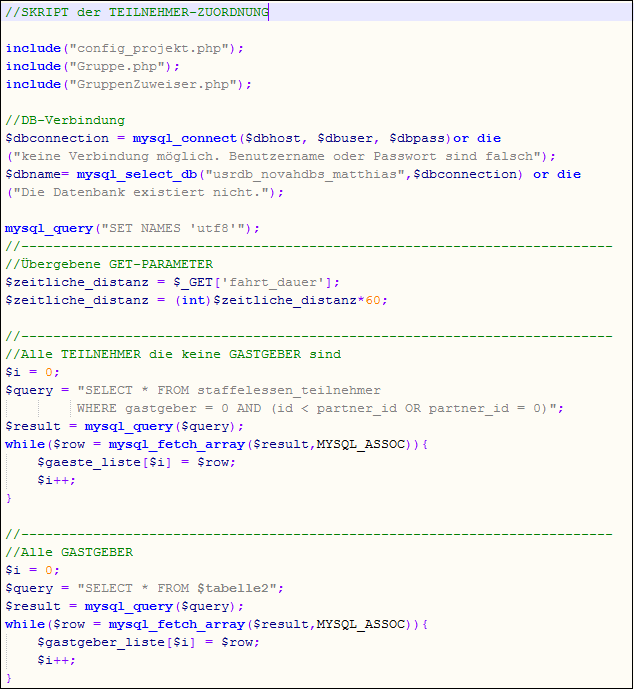 //SKRIPT der TEILNEHMER-ZUORDNUNG
include("config_projekt.php");
include("Gruppe.php");
include("GruppenZuweiser.php");
//DB-Verbindung
$dbconnection = mysql_connect($dbhost, $dbuser, $dbpass)or die
("keine Verbindung möglich. Benutzername oder Passwort sind falsch");
$dbname= mysql_select_db("usrdb_novahdbs_matthias",$dbconnection) or die
("Die Datenbank existiert nicht.");
mysql_query("SET NAMES 'utf8'");
//--------------------------------------------------------------------------
//Übergebene GET-PARAMETER
$zeitliche_distanz = $_GET['fahrt_dauer'];
$zeitliche_distanz = (int)$zeitliche_distanz*60;
//--------------------------------------------------------------------------
//Alle TEILNEHMER die keine GASTGEBER sind
$i = 0;
$query = "SELECT * FROM staffelessen_teilnehmer
WHERE gastgeber = 0 AND (id < partner_id OR partner_id = 0)";
$result = mysql_query($query);
while($row = mysql_fetch_array($result,MYSQL_ASSOC)){
$gaeste_liste[$i] = $row;
$i++;
}
//--------------------------------------------------------------------------
//Alle GASTGEBER
$i = 0;
$query = "SELECT * FROM $tabelle2";
$result = mysql_query($query);
while($row = mysql_fetch_array($result,MYSQL_ASSOC)){
$gastgeber_liste[$i] = $row;
$i++;
}